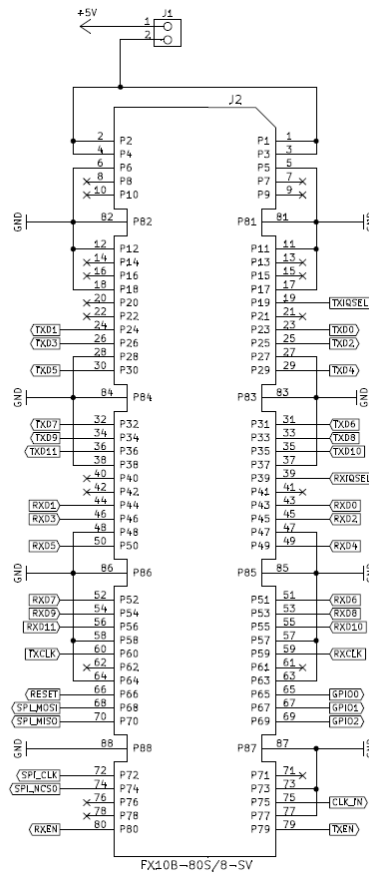 +5V 1 J1
2
J2
2 P2 P1 1
4 P4 P3 3
6 P6 P5 5
8 P8 P7 7
10 P10 P9 9
GND 82 P82 P81 81 GND
12 P12 P11 11
14 P14 P13 13
16 P16 P15 15
18 P18 P17 17
20 P20 P19 19 TXIQSEL
22 P22 P21 21
TXD1 24 P24 P23 23 TXD0
TXD3 26 P26 P25 25 TXD2
28 P28 P27 27
TXD5 30 P30 P29 29 TXD4
GND 84 P84 P83 83 GND
TXD7 32 P32 P31 31 TXD6
TXD9 34 P34 P33 33 TXD8
TXD11 36 P36 P35 35 TXD10
38 P38 P37 37
40 P40 P39 39 RXIQSEL
42 P42 P41 41
RXD1 44 P44 P43 43 RXD0
RXD3 46 P46 P45 45 RXD2
48 P48 P47 47
RXD5 50 P50 P49 49 RXD4
GND 86 P86 P85 85 GND
RXD7 52 P52 P51 51 RXD6
RXD9 54 P54 P53 53 RXD8
RXD11 56 P56 P55 55 RXD10
58 P58 P57 57
TXCLK 60 P60 P59 59 RXCLK
62 P62 P61 61
64 P64 P63 63
RESET 66 P66 P65 65 GPIO0
SPI_MOSI 68 P68 P67 67 GPIO1
SPI_MISO 70 P70 P69 69 GPIO2
GND 88 P88 P87 87 GND
SPI_CLK 72 P72 P71 71
SPI_NCS0 74 P74 P73 73
76 P76 P75 75 CLK_IN
78 P78 P77 77
RXEN 80 P80 P79 79 TXEN
FX10B-80S/8-SV